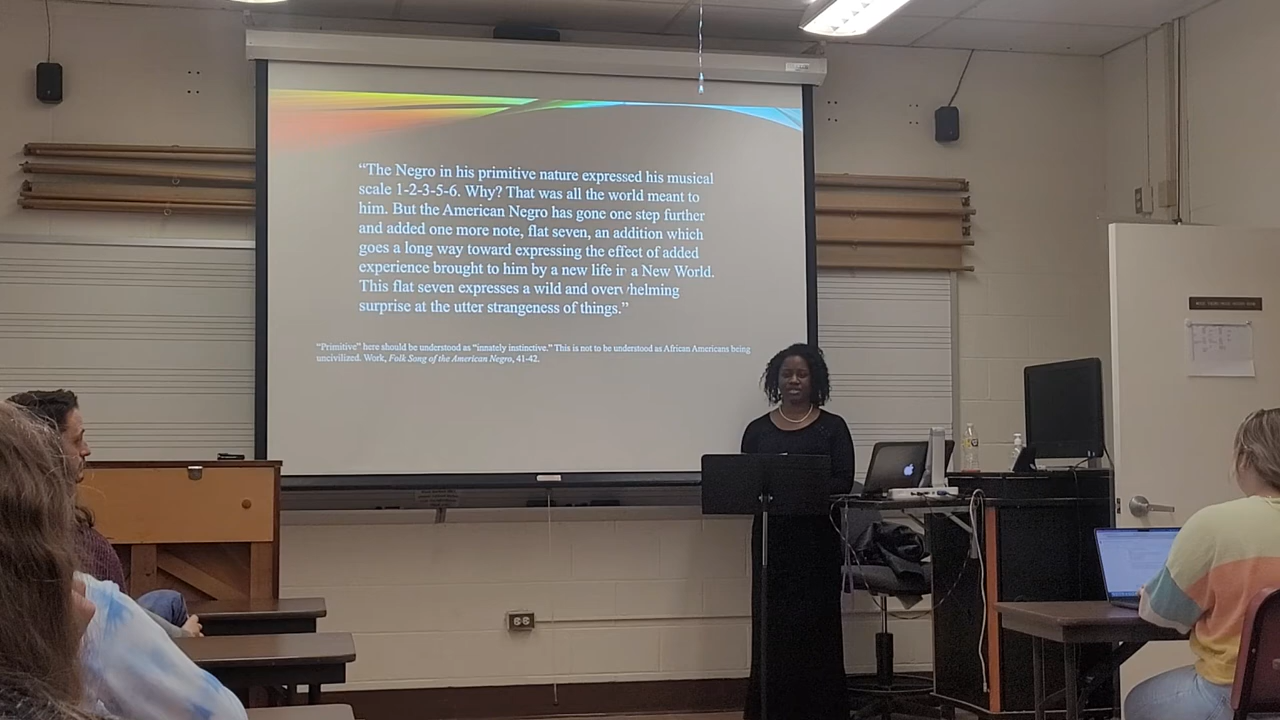 “The Negro in his primitive nature expressed his musical
scale 1-2-3-5-6. Why? That was all the world meant to
him. But the American Negro has gone one step further
and added one more note, flat seven, an addition which
goes a long way toward expressing the effect of added
experience brought to him by a new life in a New World.
This flat seven expresses a wild and overwhelming
surprise at the utter strangeness of things.”
“Primitive” here should be understood as “innately instinctive.” This is not to be understood as African Americans being
uncivilized. Work, Folk Song of the American Negro, 41-42.